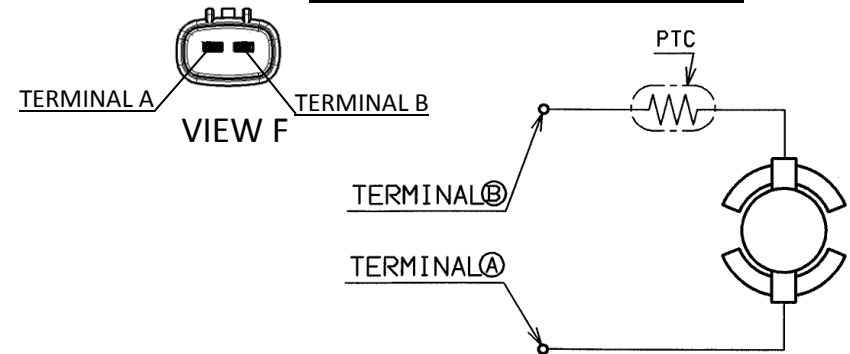 TERMINAL A
TERMINAL B
VIEW F
PTC
TERMINALⒷ
TERMINALⒶ